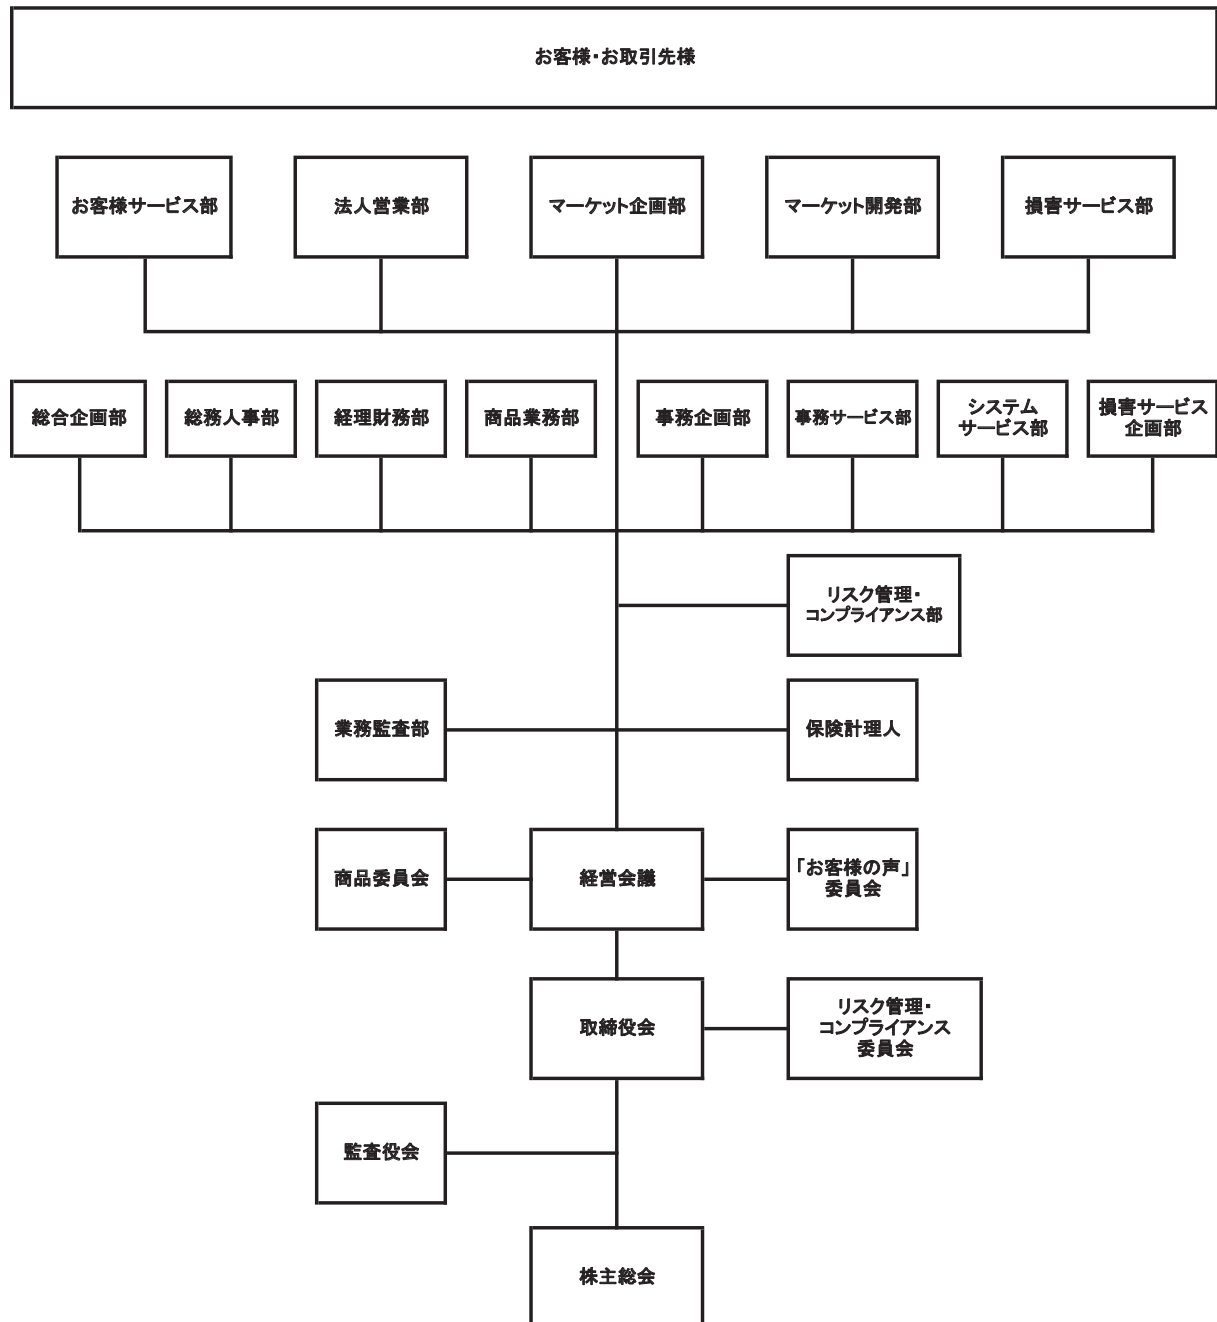 お客様・お取引先様
お客様サービス部
法人営業部
マーケット企画部
マーケット開発部
損害サービス部
総合企画部
総務人事部
経理財務部
商品業務部
事務企画部
事務サービス部
システム
サービス部
損害サービス
企画部
リスク管理・
コンプライアンス部
業務監査部
保険計理人
商品委員会
経営会議
「お客様の声」
委員会
取締役会
リスク管理・
コンプライアンス
委員会
監査役会
株主総会